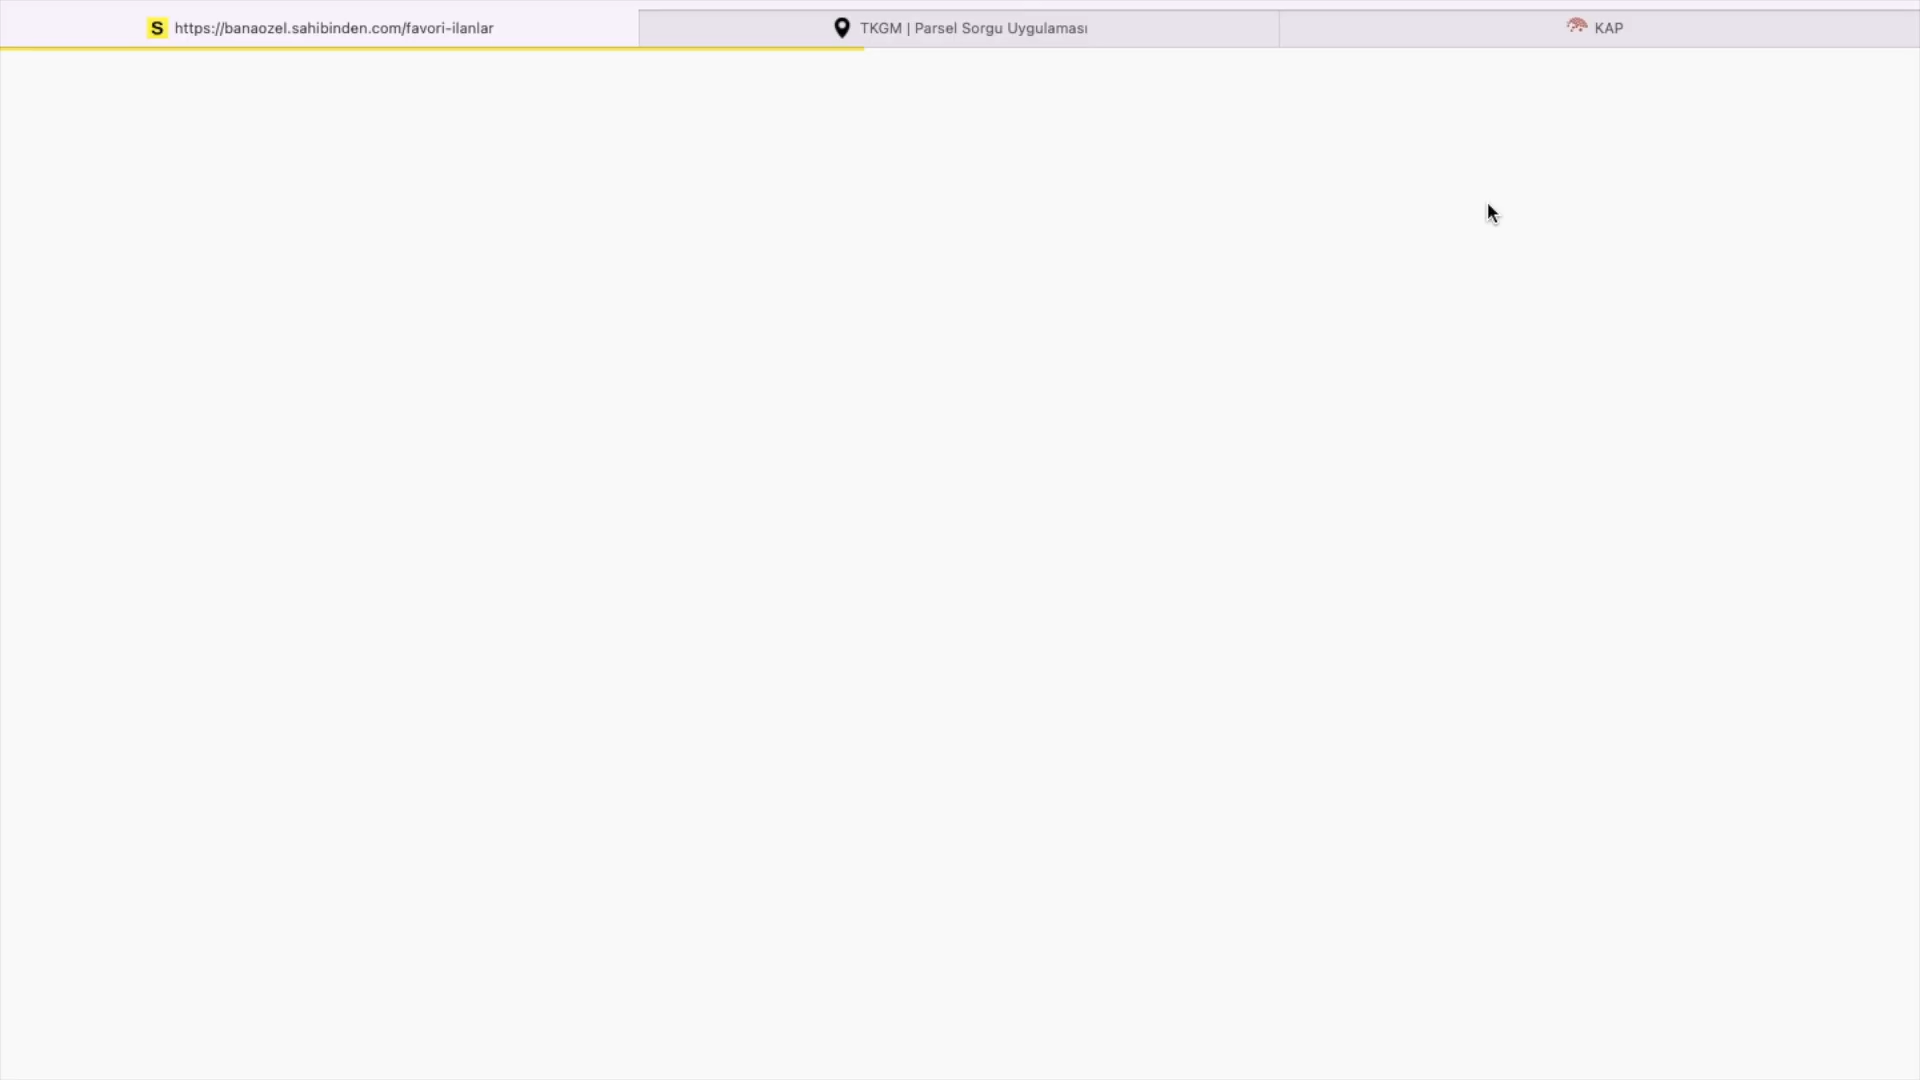 S https://banaozel.sahibinden.com/favori-ilanlar
TKGM | Parsel Sorgu Uygulaması
KAP